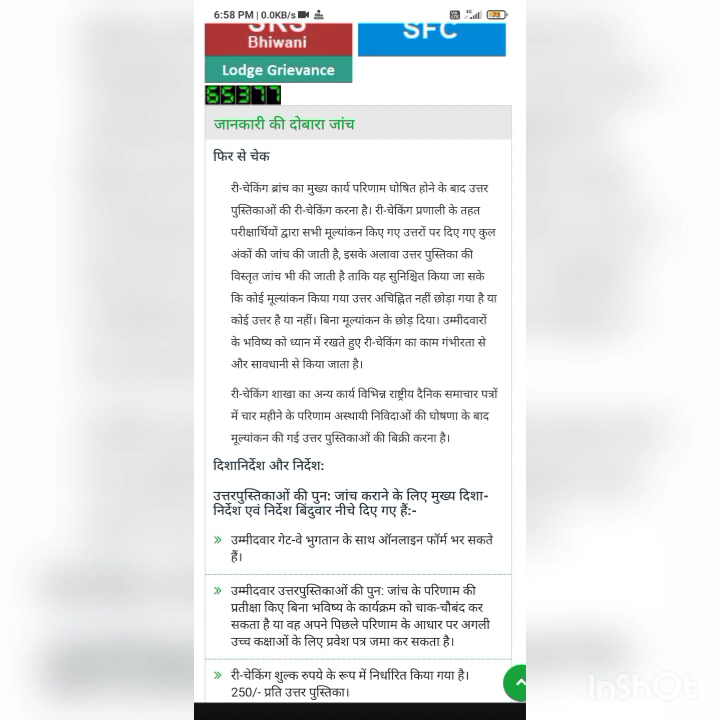 6:58 PM | 0.0KB/s
4G
75
SRS
Bhiwani
SFC
Lodge Grievance
65377
जानकारी की दोबारा जांच
फिर से चेक
री-चेकिंग ब्रांच का मुख्य कार्य परिणाम घोषित होने के बाद उत्तर
पुस्तिकाओं की री-चेकिंग करना है। री-चेकिंग प्रणाली के तहत
परीक्षार्थियों द्वारा सभी मूल्यांकन किए गए उत्तरों पर दिए गए कुल
अंकों की जांच की जाती है, इसके अलावा उत्तर पुस्तिका की
विस्तृत जांच भी की जाती है ताकि यह सुनिश्चित किया जा सके
कि कोई मूल्यांकन किया गया उत्तर अचिह्नित नहीं छोड़ा गया है या
कोई उत्तर है या नहीं। बिना मूल्यांकन के छोड़ दिया। उम्मीदवारों
के भविष्य को ध्यान में रखते हुए री-चेकिंग का काम गंभीरता से
और सावधानी से किया जाता है।
री-चेकिंग शाखा का अन्य कार्य विभिन्न राष्ट्रीय दैनिक समाचार पत्रों
में चार महीने के परिणाम अस्थायी निविदाओं की घोषणा के बाद
मूल्यांकन की गई उत्तर पुस्तिकाओं की बिक्री करना है।
दिशानिर्देश और निर्देश:
उत्तरपुस्तिकाओं की पुन: जांच कराने के लिए मुख्य दिशा-
निर्देश एवं निर्देश बिंदुवार नीचे दिए गए हैं:-
» उम्मीदवार गेट-वे भुगतान के साथ ऑनलाइन फॉर्म भर सकते
हैं।
» उम्मीदवार उत्तरपुस्तिकाओं की पुन: जांच के परिणाम की
प्रतीक्षा किए बिना भविष्य के कार्यक्रम को चाक-चौबंद कर
सकता है या वह अपने पिछले परिणाम के आधार पर अगली
उच्च कक्षाओं के लिए प्रवेश पत्र जमा कर सकता है।
» री-चेकिंग शुल्क रुपये के रूप में निर्धारित किया गया है।
250/- प्रति उत्तर पुस्तिका।
InShOt